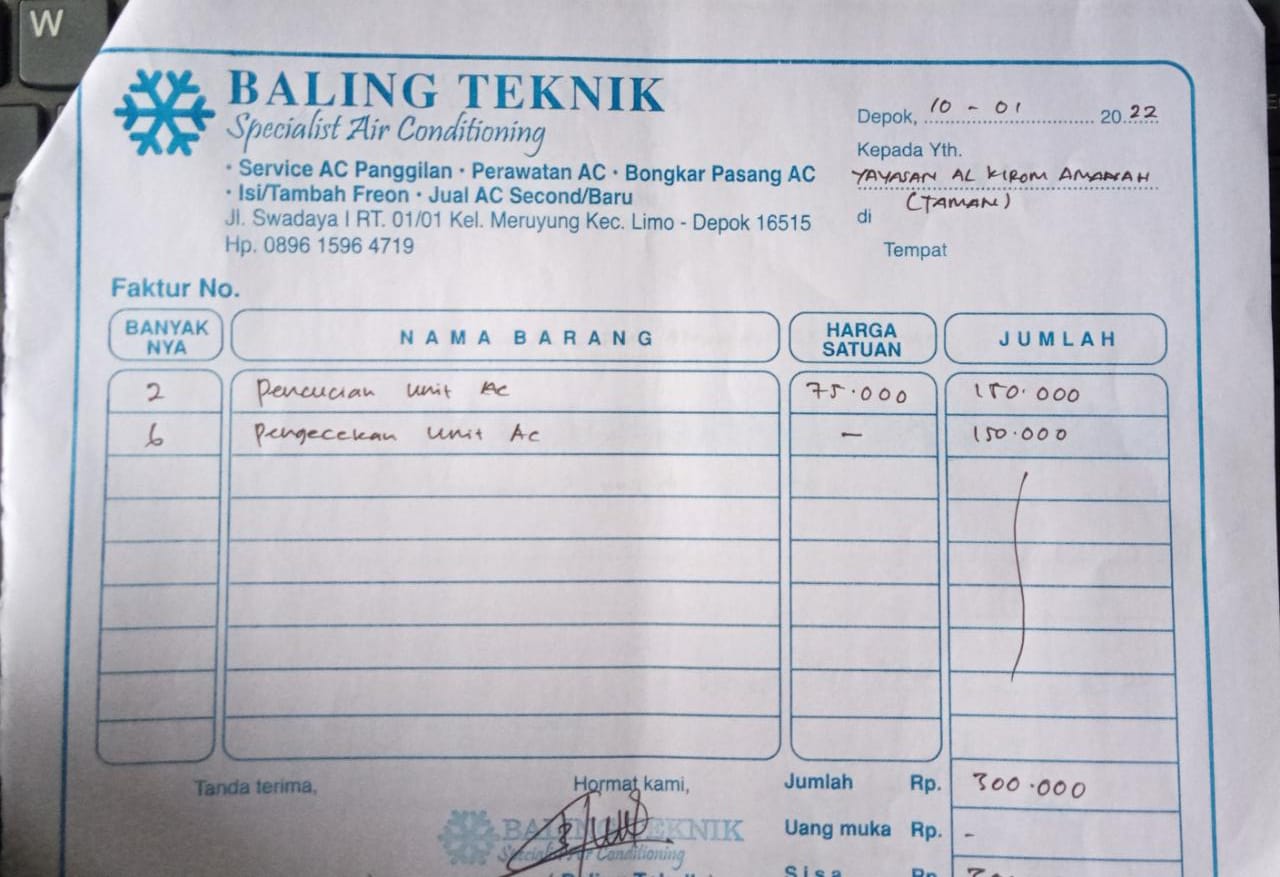 W
BALING TEKNIK
Specialist Air Conditioning
• Service AC Panggilan • Perawatan AC • Bongkar Pasang AC
• Isi/Tambah Freon • Jual AC Second/Baru
Jl. Swadaya I RT. 01/01 Kel. Meruyung Kec. Limo - Depok 16515
Hp. 0896 1596 4719
Depok, 10 - 01 2022
Kepada Yth.
YAYASAN AL KIROM AMANAH
(TAMAN)
di
Tempat
Faktur No.
BANYAK NYA NAMA BARANG HARGA SATUAN JUMLAH
2 Pencucian Unit AC 75.000 150.000
6 Pengecekan Unit AC - 150.000
Tanda terima, Hormat kami, Jumlah Rp. 300.000
BALING TEKNIK
Specialist Air Conditioning
Uang muka Rp. -
Sisa Rp.